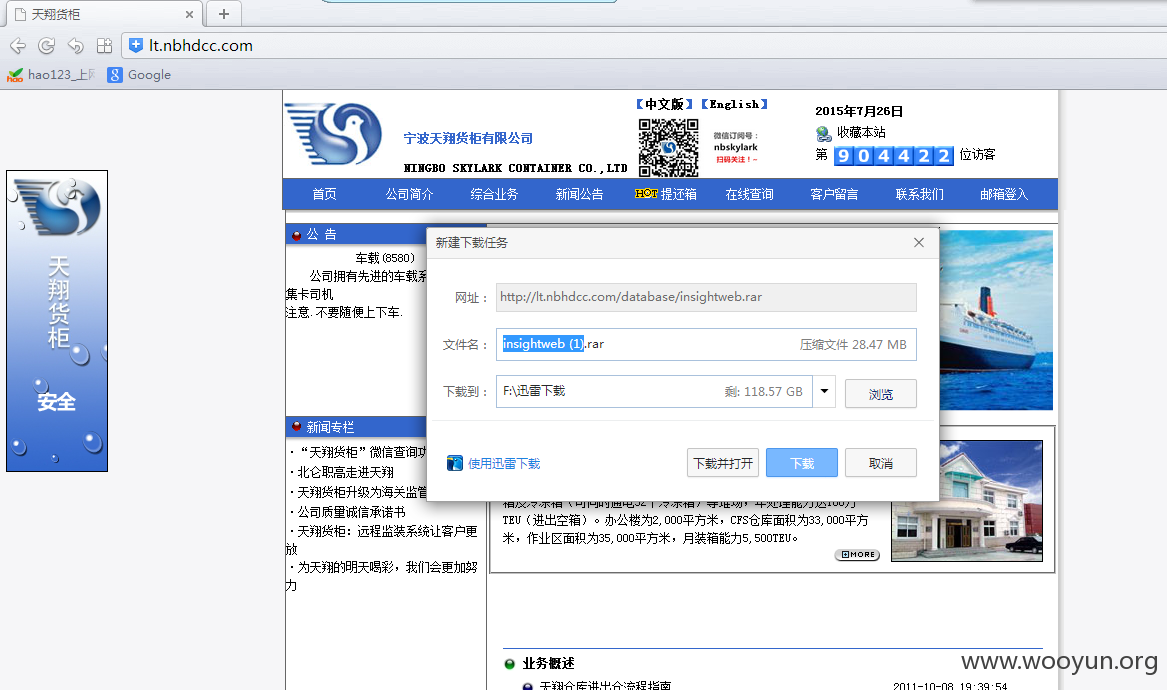 天翔货柜
lt.nbhdcc.com
hao123_上网
Google
【中文版】【English】
2015年7月26日
收藏本站
第 904422 位访客
宁波天翔货柜有限公司
NINGBO SKYLARK CONTAINER CO.,LTD
微信订阅号：
nbskylark
扫码关注！~
首页 公司简介 综合业务 新闻公告 HOT 提还箱 在线查询 客户留言 联系我们 邮箱登入
天翔货柜
安全
公 告
车载(8580)
公司拥有先进的车载系
集卡司机
注意.不要随便上下车.
新建下载任务
网址：
http://lt.nbhdcc.com/database/insightweb.rar
文件名：
insightweb (1).rar
压缩文件 28.47 MB
下载到：
F:\迅雷下载
剩: 118.57 GB
浏览
使用迅雷下载
下载并打开
下载
取消
新闻专栏
·“天翔货柜”微信查询功
·北仑职高走进天翔
·天翔货柜升级为海关监管
·公司质量诚信承诺书
·天翔货柜：远程监装系统让客户更
放
·为天翔的明天喝彩，我们会更加努
力
TEU（进出空箱）。办公楼为2,000平方米，CFS仓库面积为33,000平方
米，作业区面积为35,000平方米，月装箱能力5,500TEU。
MORE
业务概述
天翔仓库进出仓流程指南
2011-10-08 19:39:54
www.wooyun.org